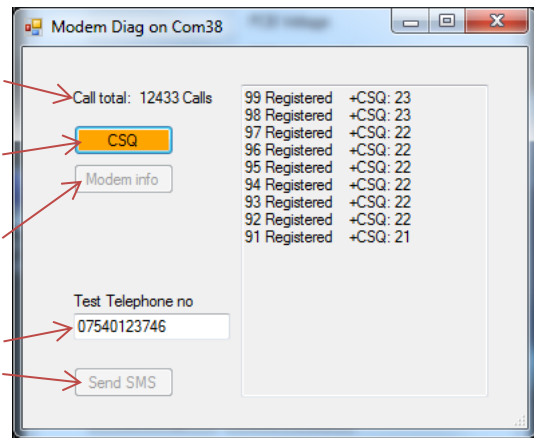 Modem Diag on Com38
Call total: 12433 Calls
CSQ
Modem info
99 Registered +CSQ: 23
98 Registered +CSQ: 23
97 Registered +CSQ: 22
96 Registered +CSQ: 22
95 Registered +CSQ: 22
94 Registered +CSQ: 22
93 Registered +CSQ: 22
92 Registered +CSQ: 22
91 Registered +CSQ: 21
Test Telephone no
07540123746
Send SMS